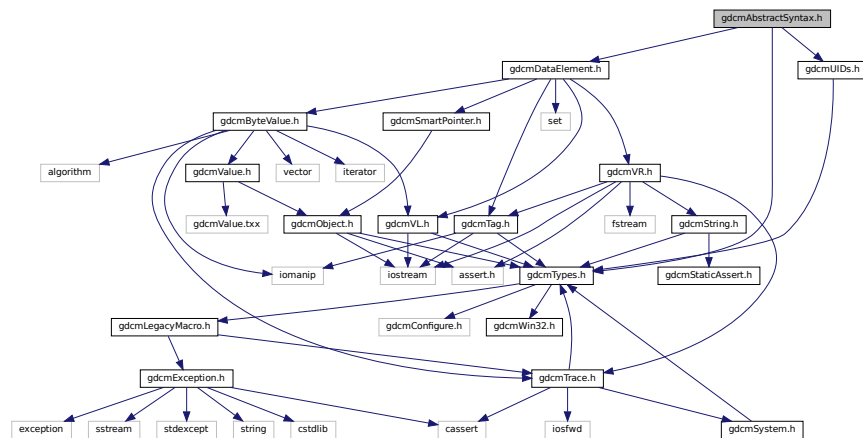 gdcmAbstractSyntax.h
gdcmDataElement.h
gdcmUIDs.h
gdcmByteValue.h
gdcmSmartPointer.h
set
algorithm
gdcmValue.h
vector
iterator
gdcmVR.h
gdcmValue.txx
gdcmObject.h
gdcmVL.h
gdcmTag.h
fstream
gdcmString.h
iomanip
iostream
assert.h
gdcmTypes.h
gdcmStaticAssert.h
gdcmLegacyMacro.h
gdcmConfigure.h
gdcmWin32.h
gdcmException.h
gdcmTrace.h
exception
sstream
stdexcept
string
cstdlib
cassert
iosfwd
gdcmSystem.h